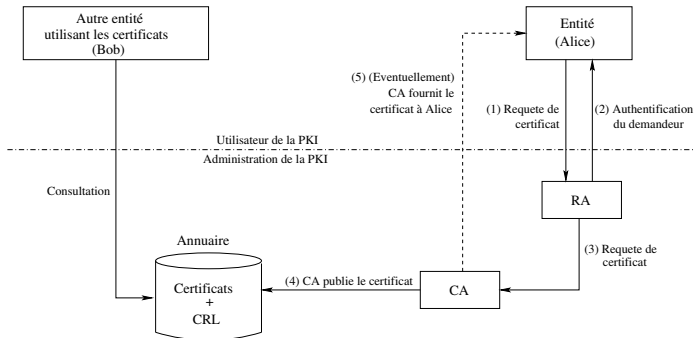 Autre entité
utilisant les certificats
(Bob)
Entité
(Alice)
(5) (Eventuellement)
CA fournit le
certificat à Alice
(1) Requete de
certificat
(2) Authentification
du demandeur
Utilisateur de la PKI
Administration de la PKI
Consultation
RA
Annuaire
(3) Requete de
certificat
Certificats
+
CRL
(4) CA publie le certificat
CA